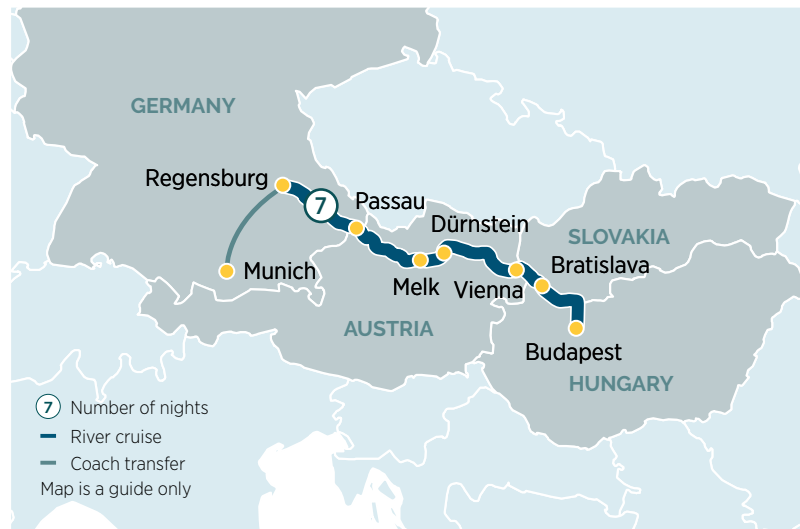 GERMANY
Regensburg
7
Passau
Dürnstein
SLOVAKIA
Munich
Bratislava
Melk
Vienna
AUSTRIA
Budapest
HUNGARY
7 Number of nights
River cruise
Coach transfer
Map is a guide only